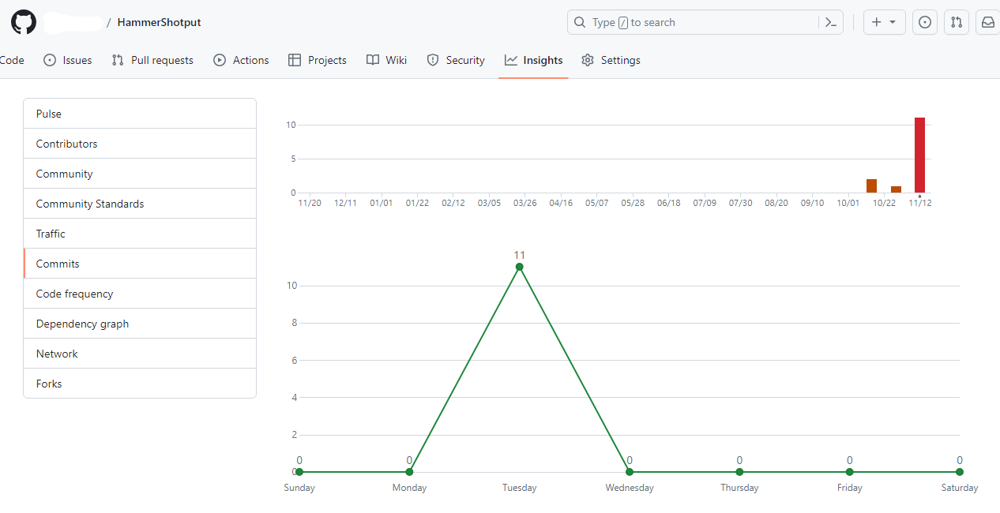 / HammerShotput
Type / to search
Code Issues Pull requests Actions Projects Wiki Security Insights Settings
Pulse
Contributors
Community
Community Standards
Traffic
Commits
Code frequency
Dependency graph
Network
Forks
10
5
0
11/20 12/11 01/01 01/22 02/12 03/05 03/26 04/16 05/07 05/28 06/18 07/09 07/30 08/20 09/10 10/01 10/22 11/12
11
10
8
6
4
2
0
0 0 0 0 0 0
Sunday Monday Tuesday Wednesday Thursday Friday Saturday